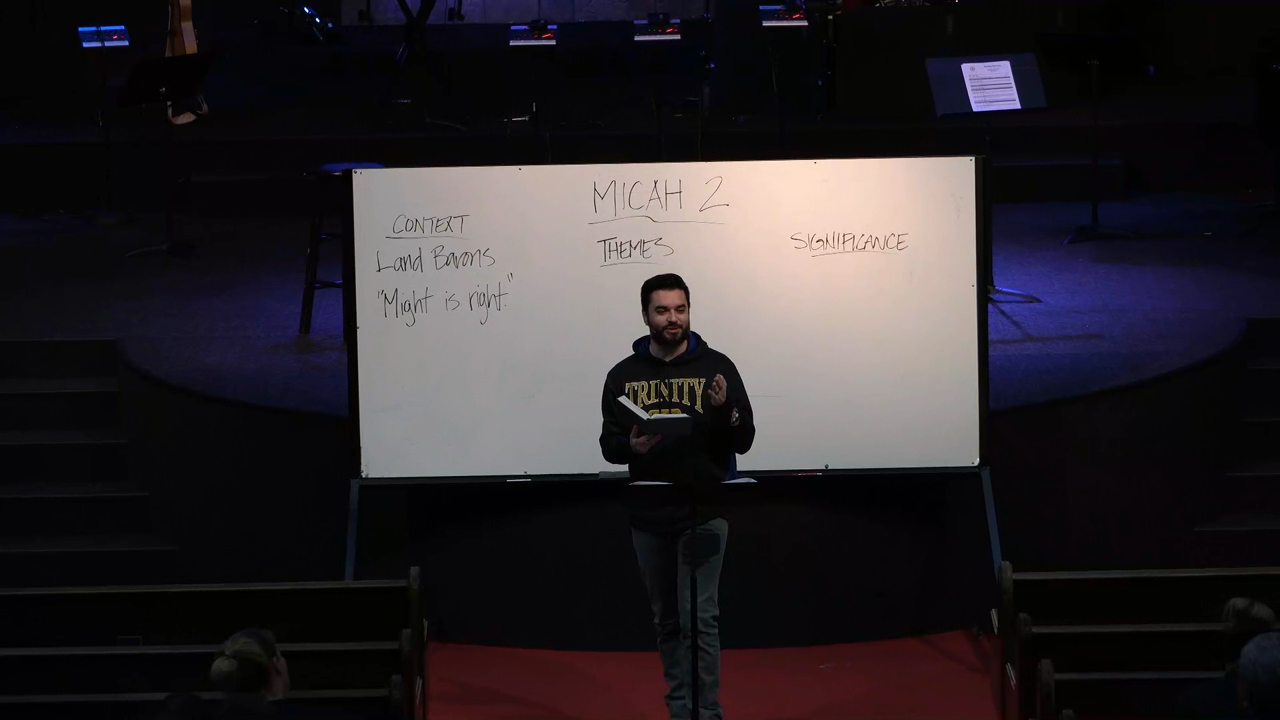 MICAH 2
CONTEXT
Land Barons
"Might is right"
THEMES
SIGNIFICANCE
TRINITY